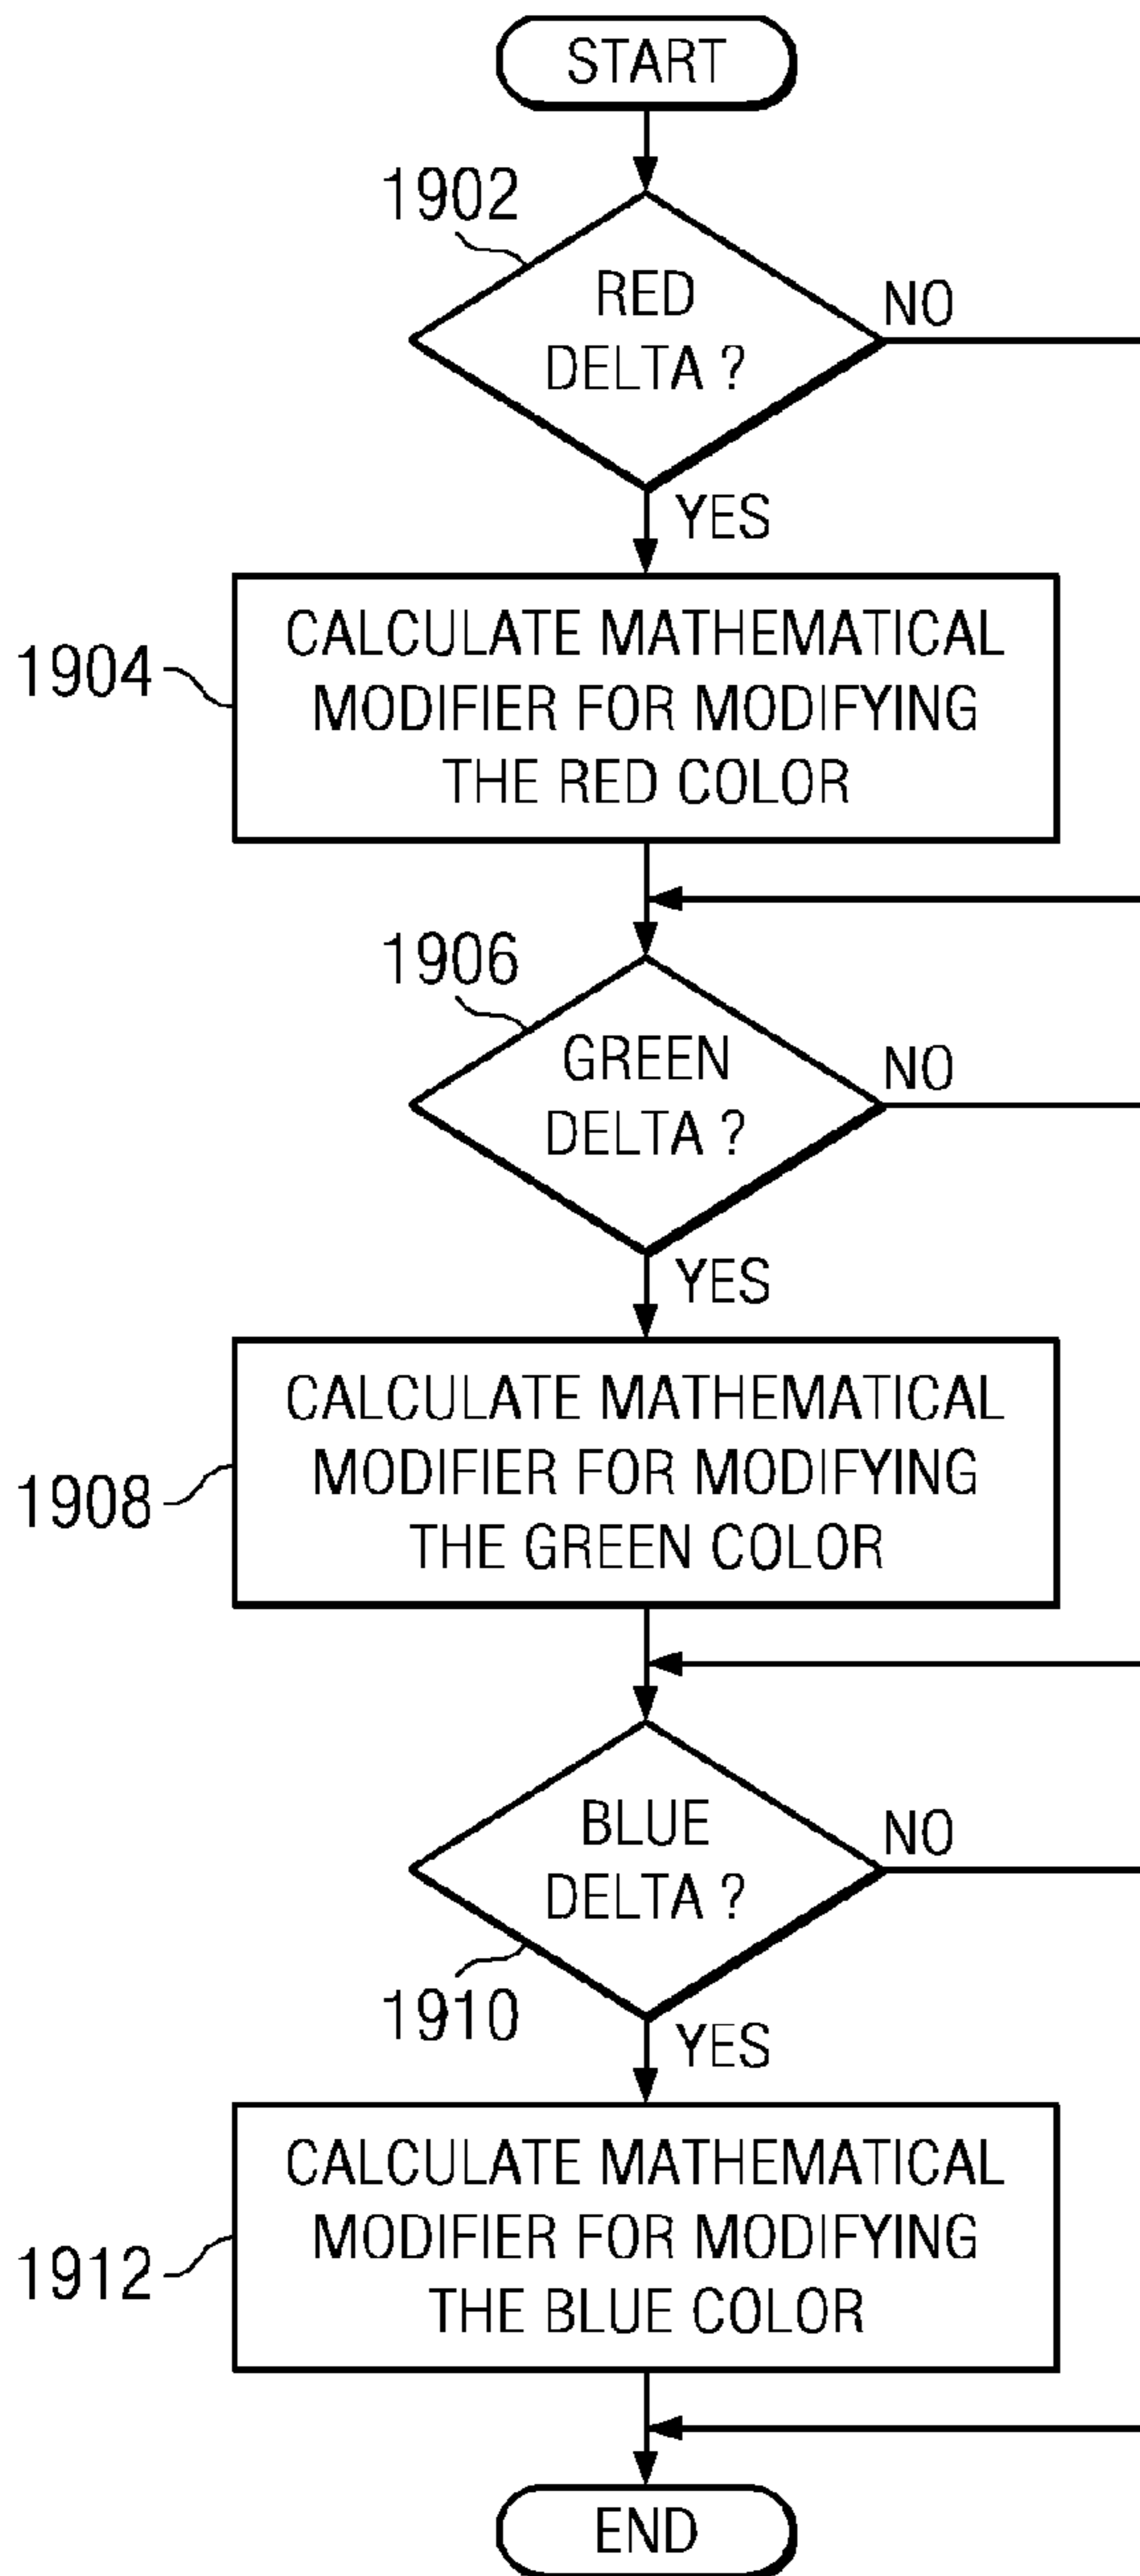 START
1902
RED
DELTA ?
NO
YES
1904
CALCULATE MATHEMATICAL
MODIFIER FOR MODIFYING
THE RED COLOR
1906
GREEN
DELTA ?
NO
YES
1908
CALCULATE MATHEMATICAL
MODIFIER FOR MODIFYING
THE GREEN COLOR
BLUE
DELTA ?
NO
1910
YES
1912
CALCULATE MATHEMATICAL
MODIFIER FOR MODIFYING
THE BLUE COLOR
END